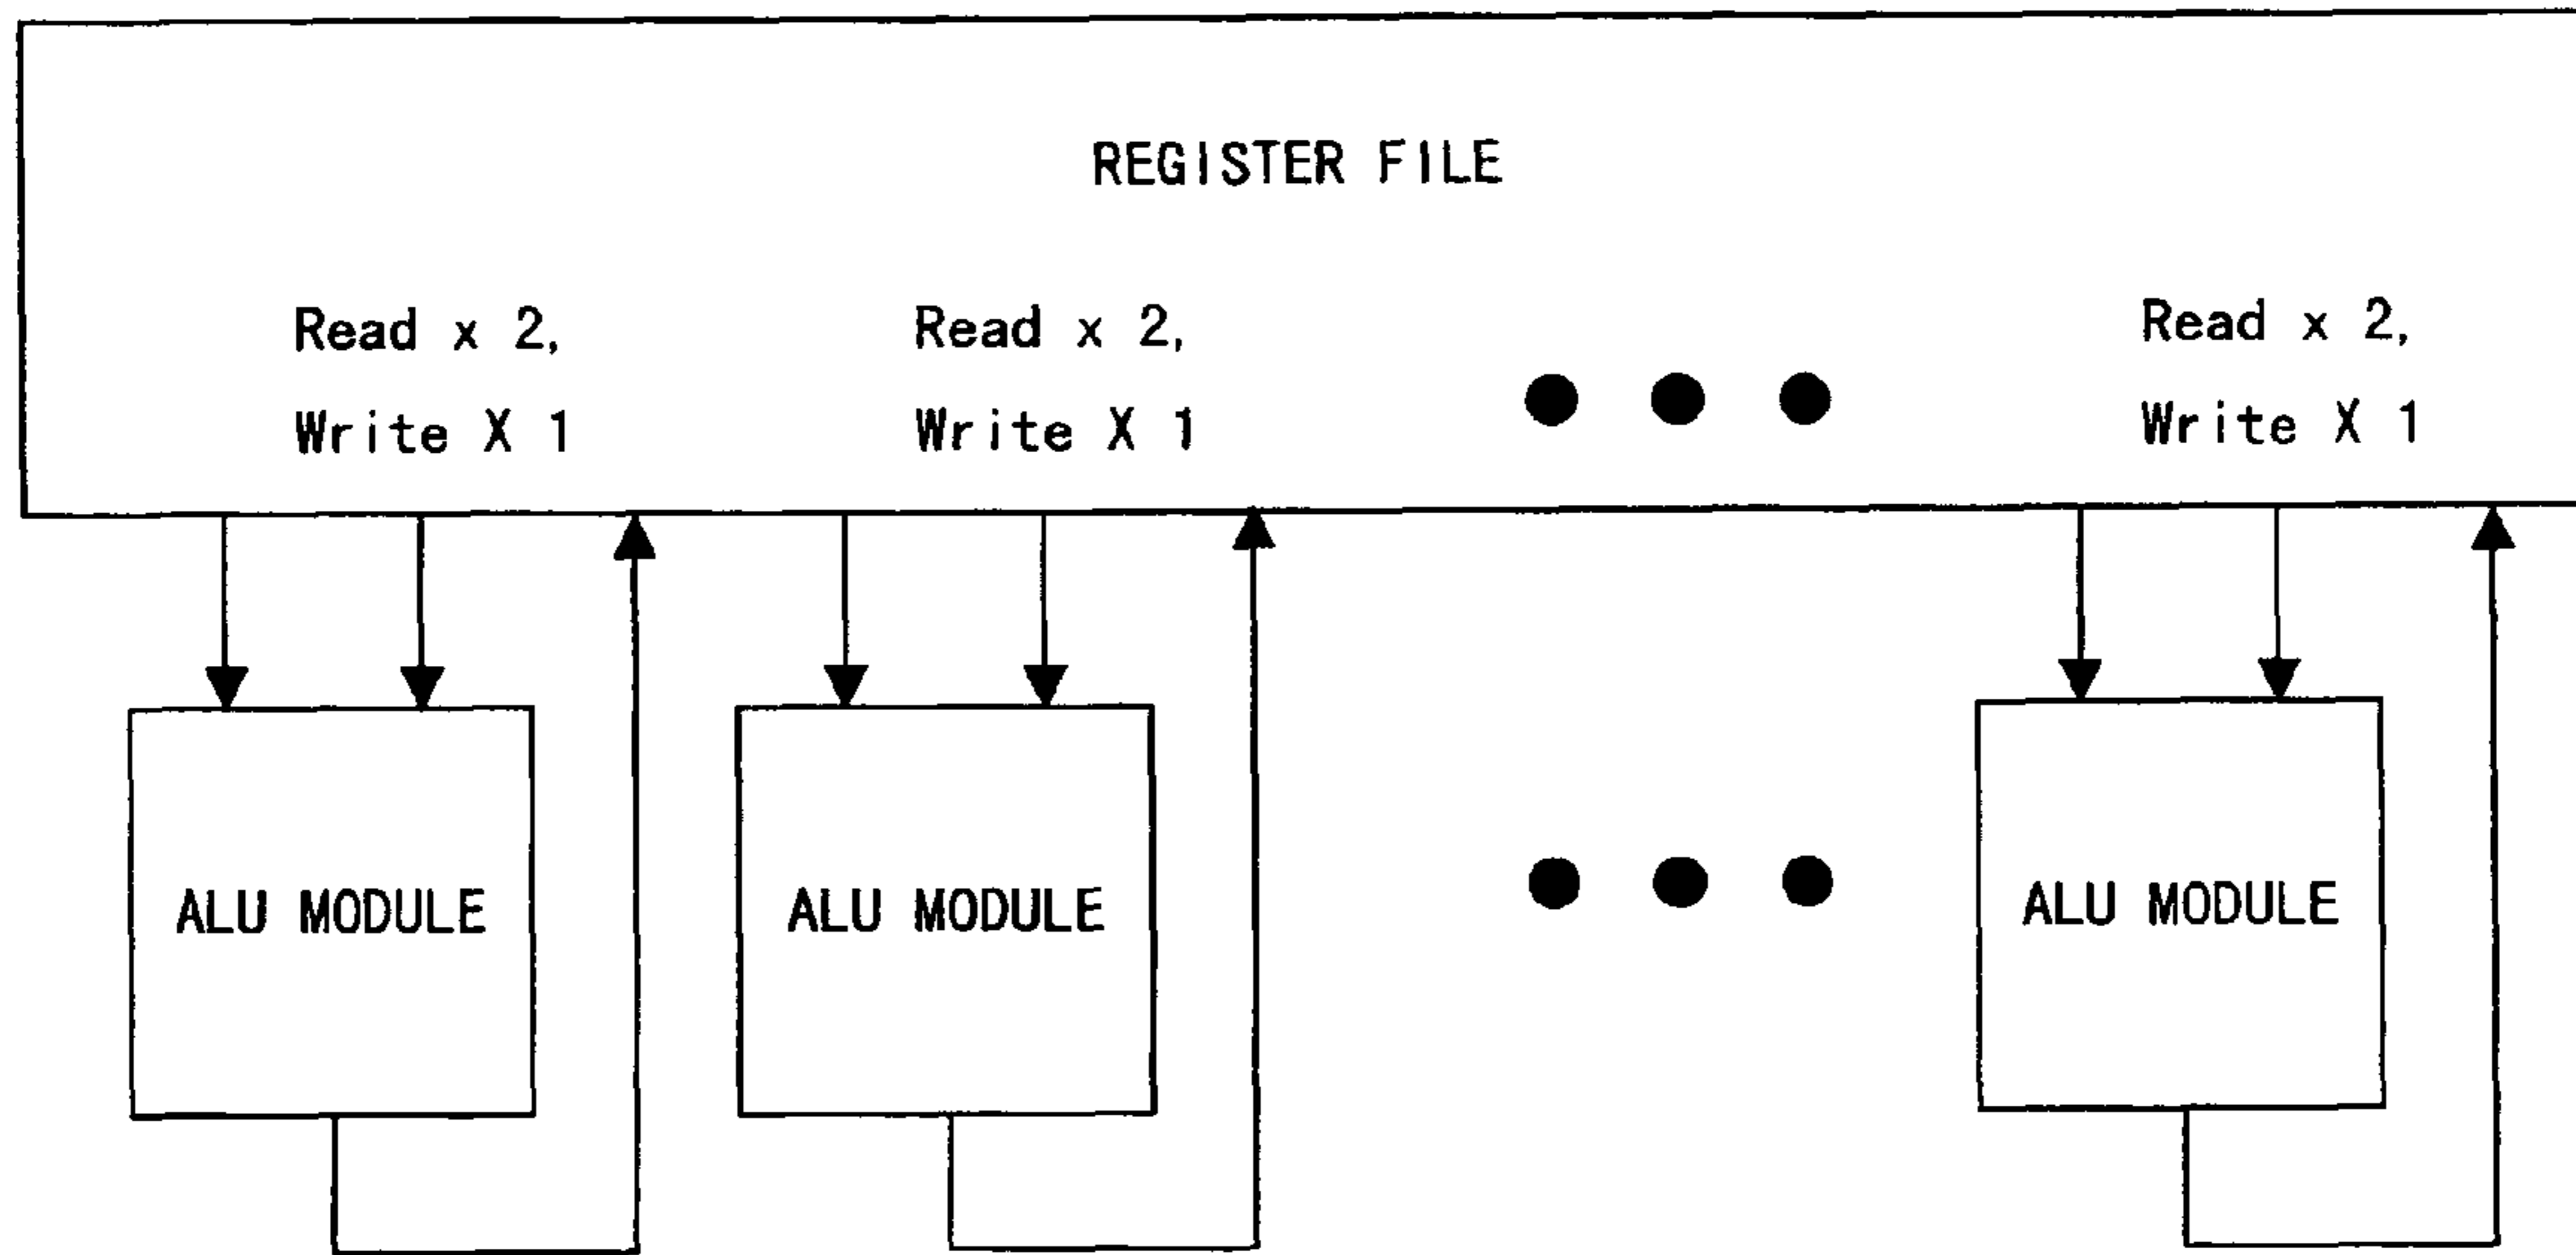 REGISTER FILE
Read x 2,
Write X 1
Read x 2,
Write X 1
Read x 2,
Write X 1
ALU MODULE
ALU MODULE
ALU MODULE